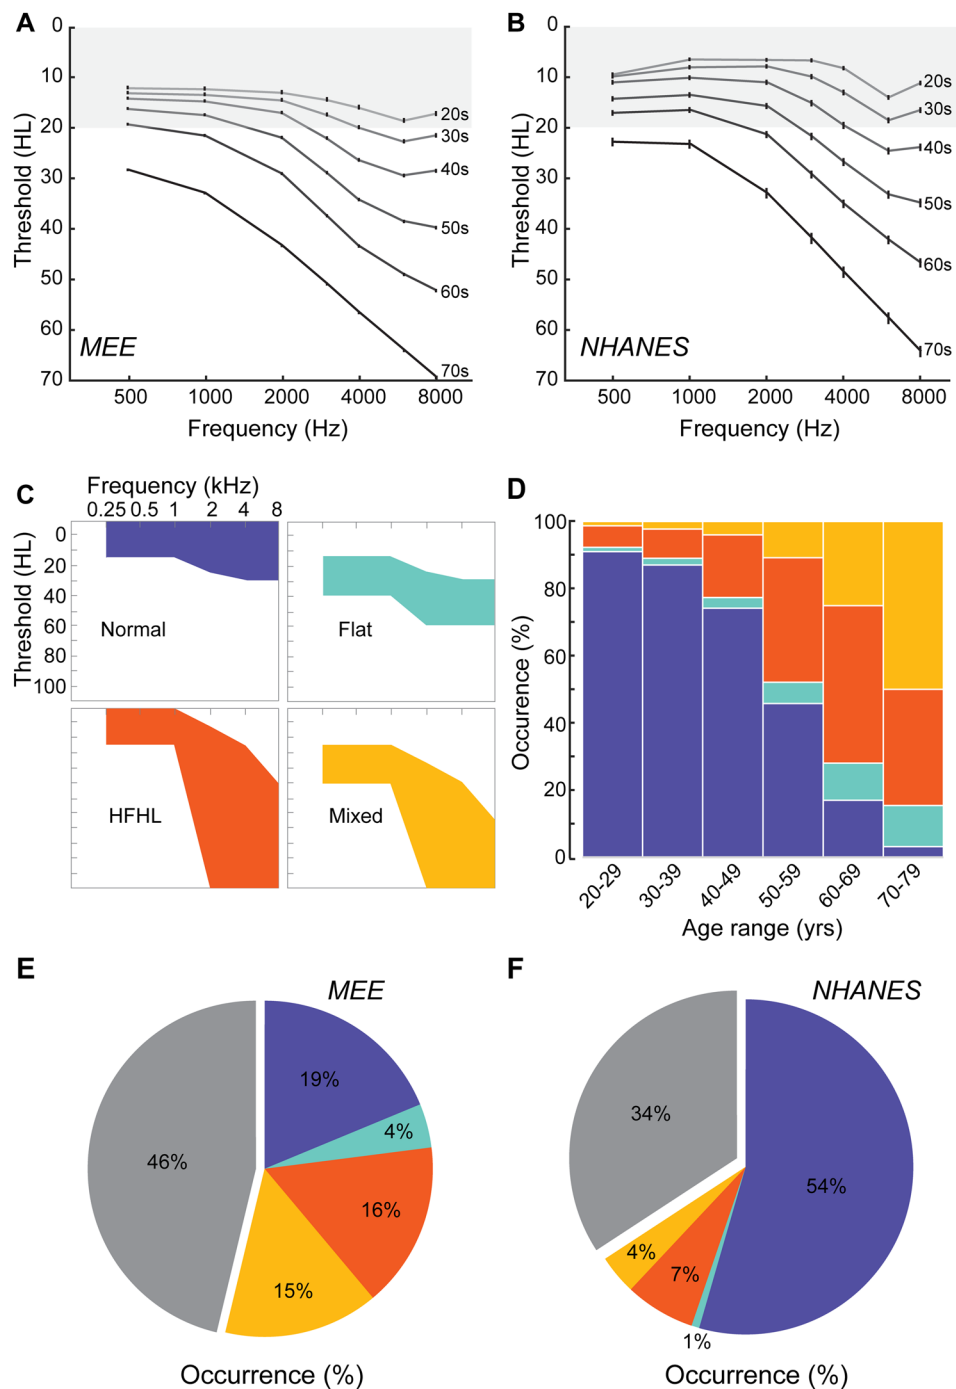 A
0
10
20
30
40
50
60
70
Threshold (HL)
20s
30s
40s
50s
60s
70s
MEE
500 1000 2000 4000 8000
Frequency (Hz)
B
0
10
20
30
40
50
60
70
Threshold (HL)
20s
30s
40s
50s
60s
70s
NHANES
500 1000 2000 4000 8000
Frequency (Hz)
C
Frequency (kHz)
0.25 0.5 1 2 4 8
0
20
40
60
80
100
Threshold (HL)
Normal
Flat
HFHL
Mixed
D
100
80
60
40
20
0
Occurence (%)
20-29 30-39 40-49 50-59 60-69 70-79
Age range (yrs)
E
MEE
19%
4%
46%
16%
15%
Occurrence (%)
F
NHANES
34%
54%
4%
7%
1%
Occurrence (%)